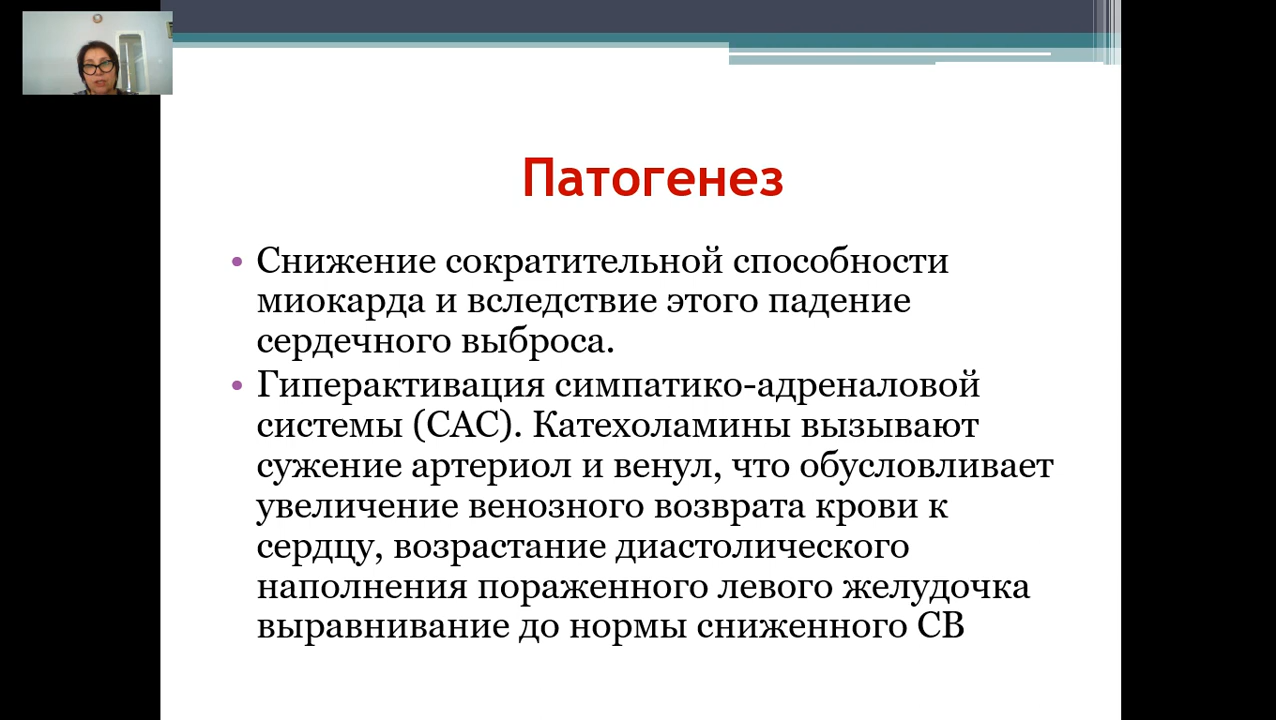 Патогенез
• Снижение сократительной способности
миокарда и вследствие этого падение
сердечного выброса.
• Гиперактивация симпатико-адреналовой
системы (САС). Катехоламины вызывают
сужение артериол и венул, что обусловливает
увеличение венозного возврата крови к
сердцу, возрастание диастолического
наполнения пораженного левого желудочка
выравнивание до нормы сниженного СВ